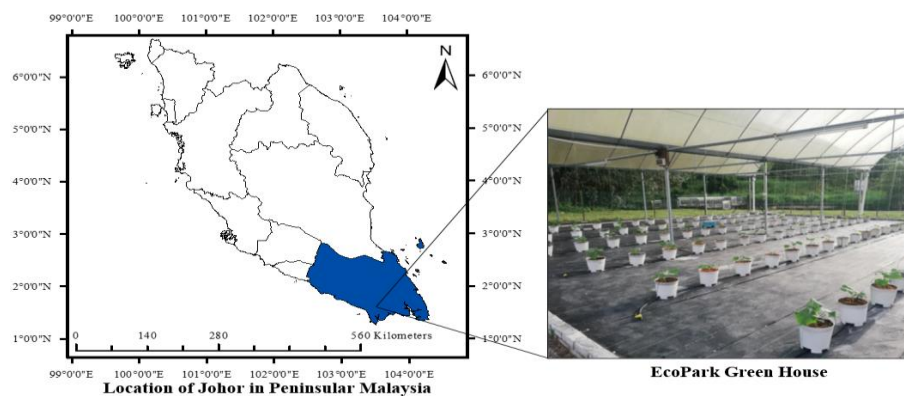 99°0'0"E 100°0'0"E 101°0'0"E 102°0'0"E 103°0'0"E 104°0'0"E
N
6°0'0"N 6°0'0"N
5°0'0"N 5°0'0"N
4°0'0"N 4°0'0"N
3°0'0"N 3°0'0"N
2°0'0"N 2°0'0"N
1°0'0"N 1°0'0"N
0 140 280 560 Kilometers
99°0'0"E 100°0'0"E 101°0'0"E 102°0'0"E 103°0'0"E 104°0'0"E
Location of Johor in Peninsular Malaysia
EcoPark Green House